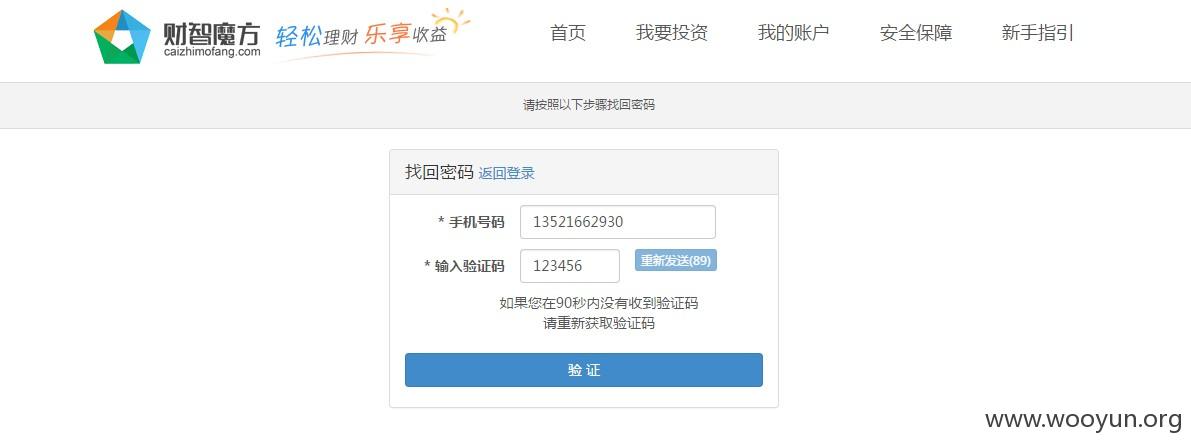 财智魔方
caizhimofang.com
轻松理财 乐享收益
首页 我要投资 我的账户 安全保障 新手指引
请按照以下步骤找回密码
找回密码 返回登录
* 手机号码 13521662930
* 输入验证码 123456 重新发送(89)
如果您在90秒内没有收到验证码
请重新获取验证码
验 证
www.wooyun.org